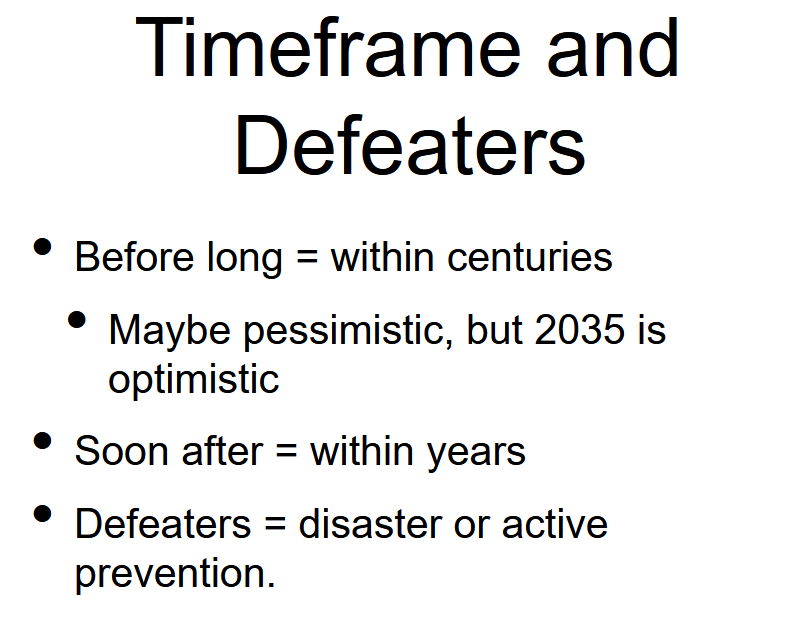 Timeframe and
Defeaters
• Before long = within centuries
• Maybe pessimistic, but 2035 is
optimistic
• Soon after = within years
• Defeaters = disaster or active
prevention.